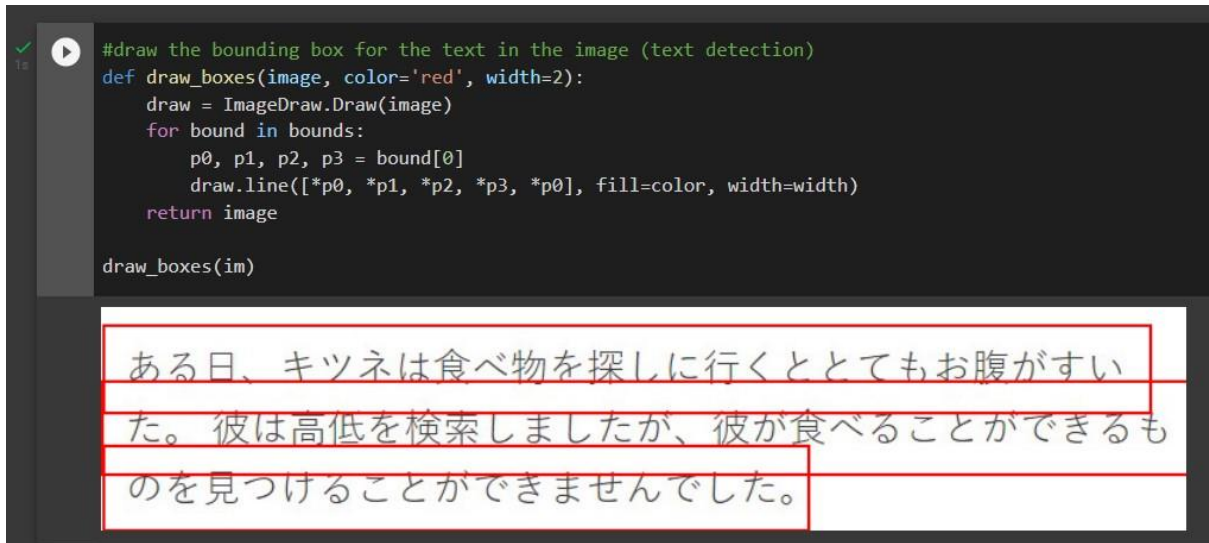 1s
#draw the bounding box for the text in the image (text detection)
def draw_boxes(image, color='red', width=2):
    draw = ImageDraw.Draw(image)
    for bound in bounds:
        p0, p1, p2, p3 = bound[0]
        draw.line([*p0, *p1, *p2, *p3, *p0], fill=color, width=width)
    return image
draw_boxes(im)
ある日、キツネは食べ物を探しに行くととてもお腹がすい
た。 彼は高低を検索しましたが、彼が食べることができるも
のを見つけることができませんでした。